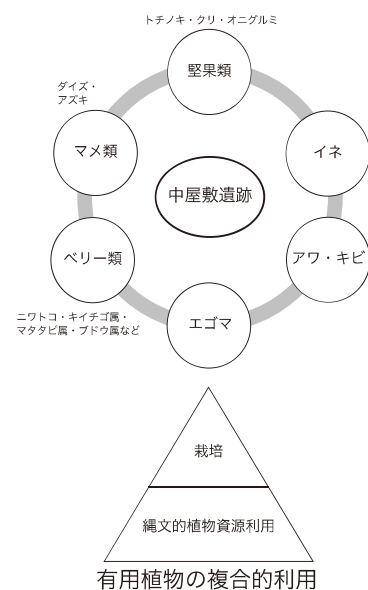 トチノキ・クリ・オニグルミ
堅果類
ダイズ・
アズキ
マメ類
イネ
中屋敷遺跡
ベリー類
アワ・キビ
ニワトコ・キイチゴ属・
マタタビ属・ブドウ属など
エゴマ
栽培
縄文的植物資源利用
有用植物の複合的利用